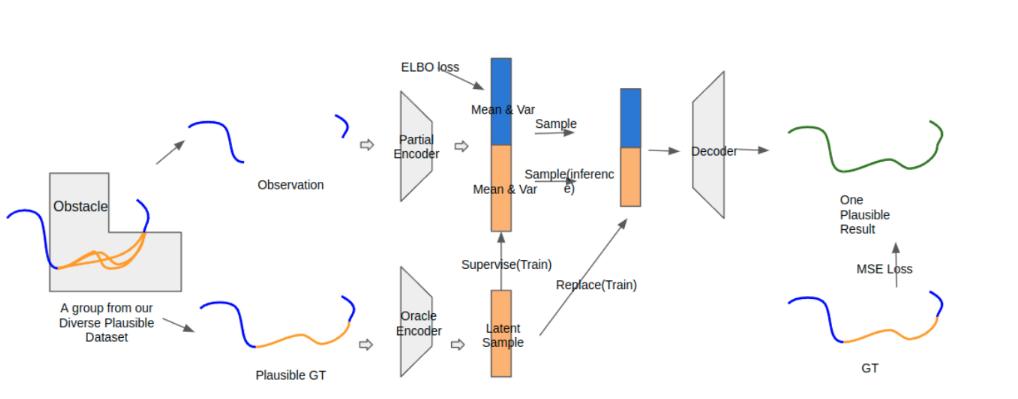 ELBO loss
Mean & Var
Sample
Partial
Encoder
Decoder
Observation
Sample(inferenc
e)
Mean & Var
Obstacle
One
Plausible
Result
A group from our
Diverse Plausible
Dataset
Supervise(Train)
MSE Loss
Replace(Train)
Oracle
Encoder
Latent
Sample
Plausible GT
GT